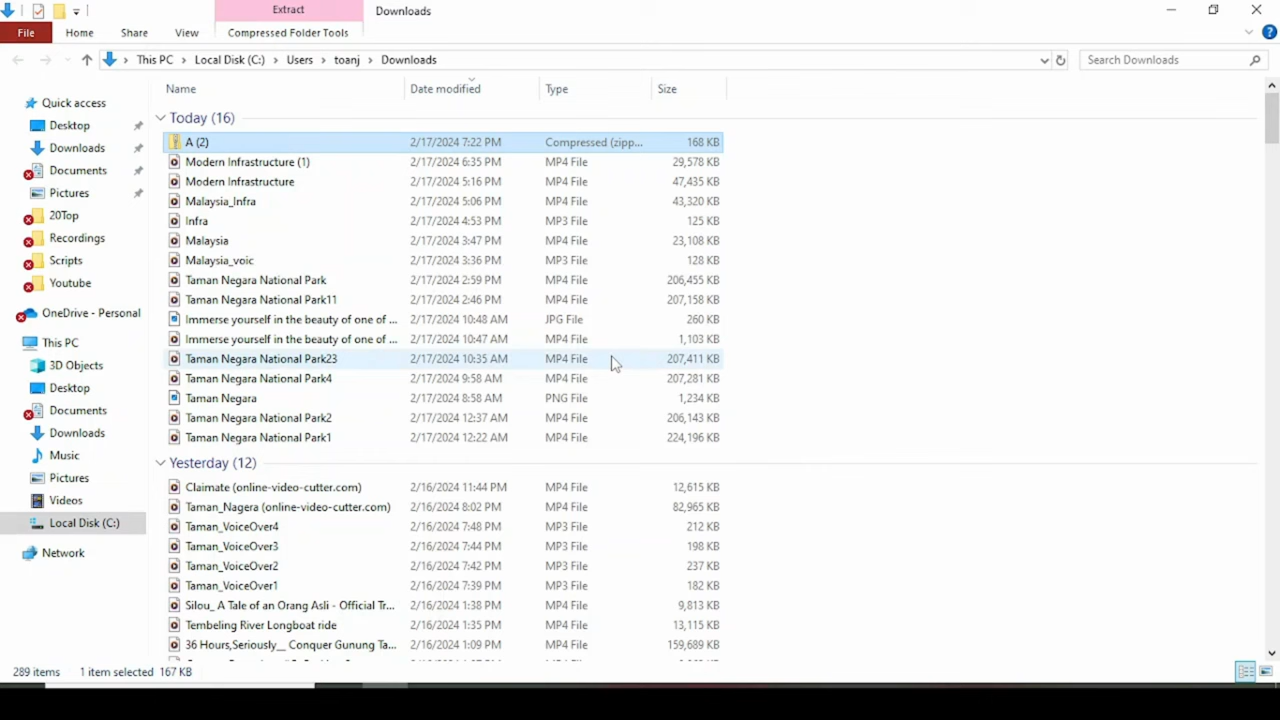 Extract
Downloads
File
Home
Share
View
Compressed Folder Tools
This PC
Local Disk (C:)
Users
toanj
Downloads
Search Downloads
Name
Date modified
Type
Size
Quick access
Desktop
Downloads
Documents
Pictures
20Top
Recordings
Scripts
Youtube
OneDrive - Personal
This PC
3D Objects
Desktop
Documents
Downloads
Music
Pictures
Videos
Local Disk (C:)
Network
Today (16)
A (2) 2/17/2024 7:22 PM Compressed (zipp... 168 KB
Modern Infrastructure (1) 2/17/2024 6:35 PM MP4 File 29,578 KB
Modern Infrastructure 2/17/2024 5:16 PM MP4 File 47,435 KB
Malaysia_Infra 2/17/2024 5:06 PM MP4 File 43,320 KB
Infra 2/17/2024 4:53 PM MP3 File 125 KB
Malaysia 2/17/2024 3:47 PM MP4 File 23,108 KB
Malaysia_voic 2/17/2024 3:36 PM MP3 File 128 KB
Taman Negara National Park 2/17/2024 2:59 PM MP4 File 206,455 KB
Taman Negara National Park11 2/17/2024 2:46 PM MP4 File 207,158 KB
Immerse yourself in the beauty of one of ... 2/17/2024 10:48 AM JPG File 260 KB
Immerse yourself in the beauty of one of ... 2/17/2024 10:47 AM MP4 File 1,103 KB
Taman Negara National Park23 2/17/2024 10:35 AM MP4 File 207,411 KB
Taman Negara National Park4 2/17/2024 9:58 AM MP4 File 207,281 KB
Taman Negara 2/17/2024 8:58 AM PNG File 1,234 KB
Taman Negara National Park2 2/17/2024 12:37 AM MP4 File 206,143 KB
Taman Negara National Park1 2/17/2024 12:22 AM MP4 File 224,196 KB
Yesterday (12)
Claimate (online-video-cutter.com) 2/16/2024 11:44 PM MP4 File 12,615 KB
Taman_Nagera (online-video-cutter.com) 2/16/2024 8:02 PM MP4 File 82,965 KB
Taman_VoiceOver4 2/16/2024 7:48 PM MP3 File 212 KB
Taman_VoiceOver3 2/16/2024 7:44 PM MP3 File 198 KB
Taman_VoiceOver2 2/16/2024 7:42 PM MP3 File 237 KB
Taman_VoiceOver1 2/16/2024 7:39 PM MP3 File 182 KB
Silou_ A Tale of an Orang Asli - Official Tr... 2/16/2024 1:38 PM MP4 File 9,813 KB
Tembeling River Longboat ride 2/16/2024 1:35 PM MP4 File 13,115 KB
36 Hours,Seriously__ Conquer Gunung Ta... 2/16/2024 1:09 PM MP4 File 159,689 KB
289 items
1 item selected 167 KB